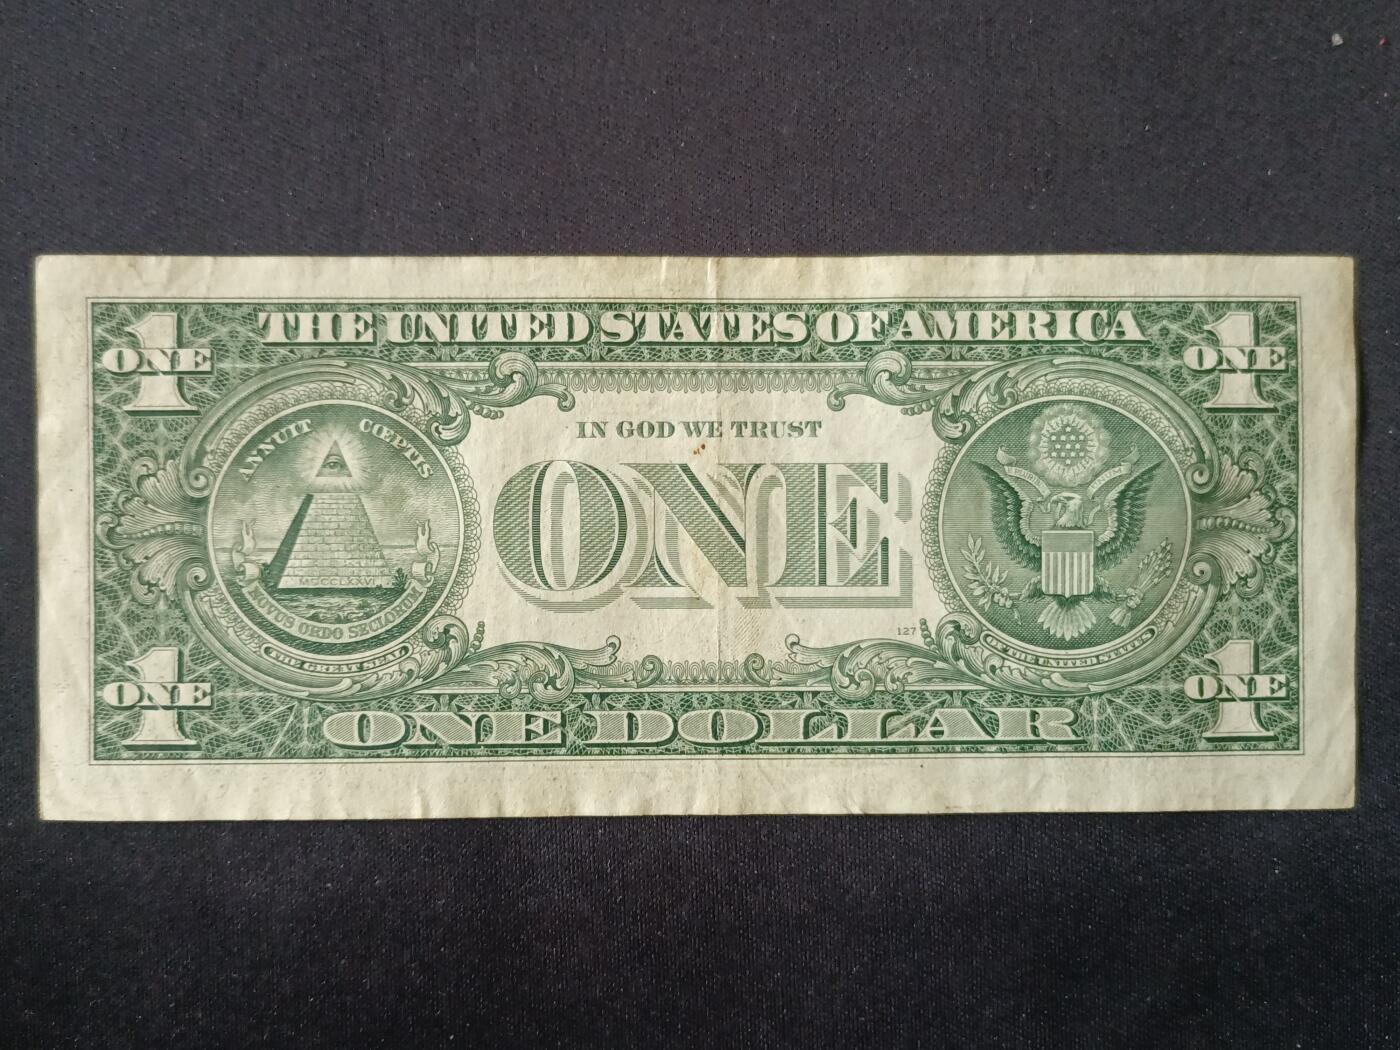 THE UNITED STATES OF AMERICA
1
ONE
1
ONE
ANNUIT CŒPTIS
IN GOD WE TRUST
ONE
MDCCLXXVI
NOVUS ORDO SECLORUM
THE GREAT SEAL
OF THE UNITED STATES
127
1
ONE
1
ONE
ONE DOLLAR